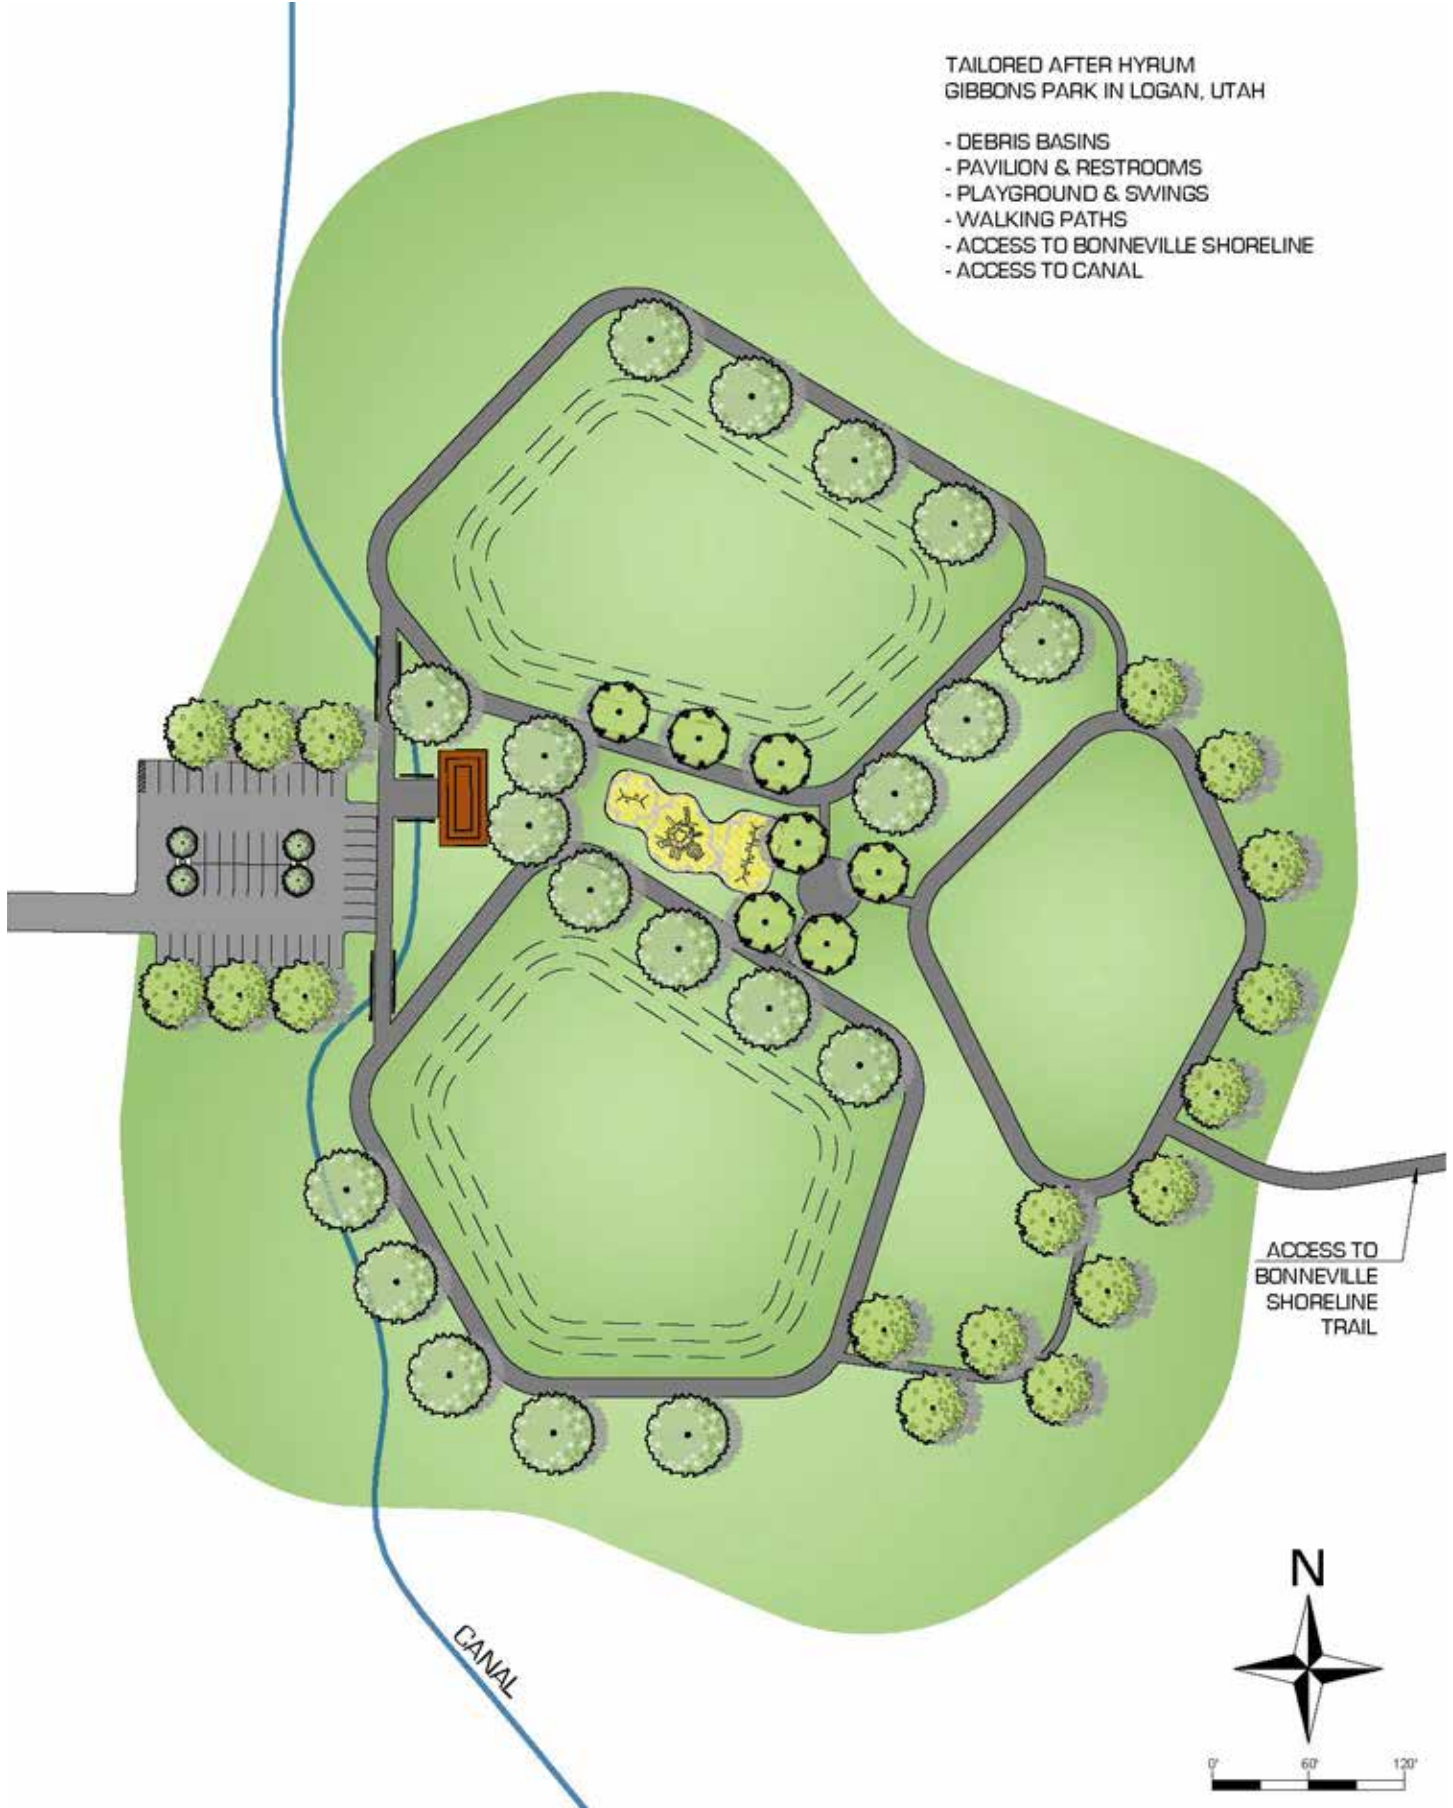 TAILORED AFTER HYRUM
GIBBONS PARK IN LOGAN, UTAH
- DEBRIS BASINS
- PAVILION & RESTROOMS
- PLAYGROUND & SWINGS
- WALKING PATHS
- ACCESS TO BONNEVILLE SHORELINE
- ACCESS TO CANAL
ACCESS TO
BONNEVILLE
SHORELINE
TRAIL
CANAL
N
0' 60' 120'